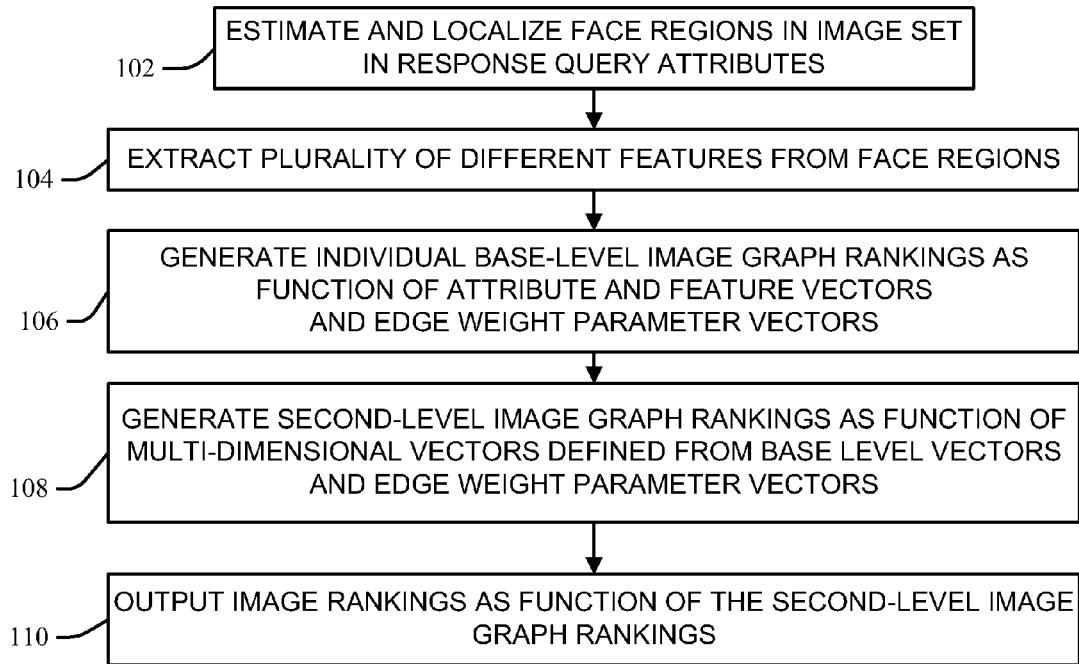 ESTIMATE AND LOCALIZE FACE REGIONS IN IMAGE SET
IN RESPONSE QUERY ATTRIBUTES
102
EXTRACT PLURALITY OF DIFFERENT FEATURES FROM FACE REGIONS
104
GENERATE INDIVIDUAL BASE-LEVEL IMAGE GRAPH RANKINGS AS
FUNCTION OF ATTRIBUTE AND FEATURE VECTORS
AND EDGE WEIGHT PARAMETER VECTORS
106
GENERATE SECOND-LEVEL IMAGE GRAPH RANKINGS AS FUNCTION OF
MULTI-DIMENSIONAL VECTORS DEFINED FROM BASE LEVEL VECTORS
AND EDGE WEIGHT PARAMETER VECTORS
108
OUTPUT IMAGE RANKINGS AS FUNCTION OF THE SECOND-LEVEL IMAGE
GRAPH RANKINGS
110